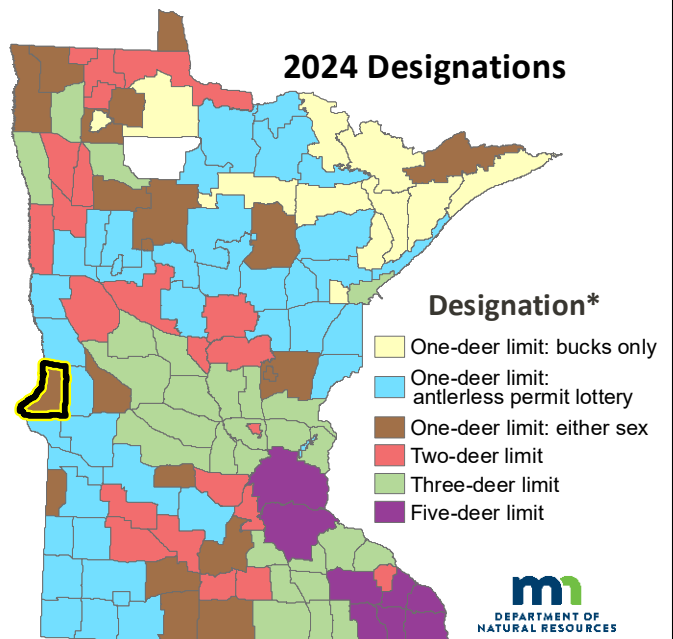 2024 Designations
Designation*
One-deer limit: bucks only
One-deer limit:
antlerless permit lottery
One-deer limit: either sex
Two-deer limit
Three-deer limit
Five-deer limit
mn
DEPARTMENT OF
NATURAL RESOURCES